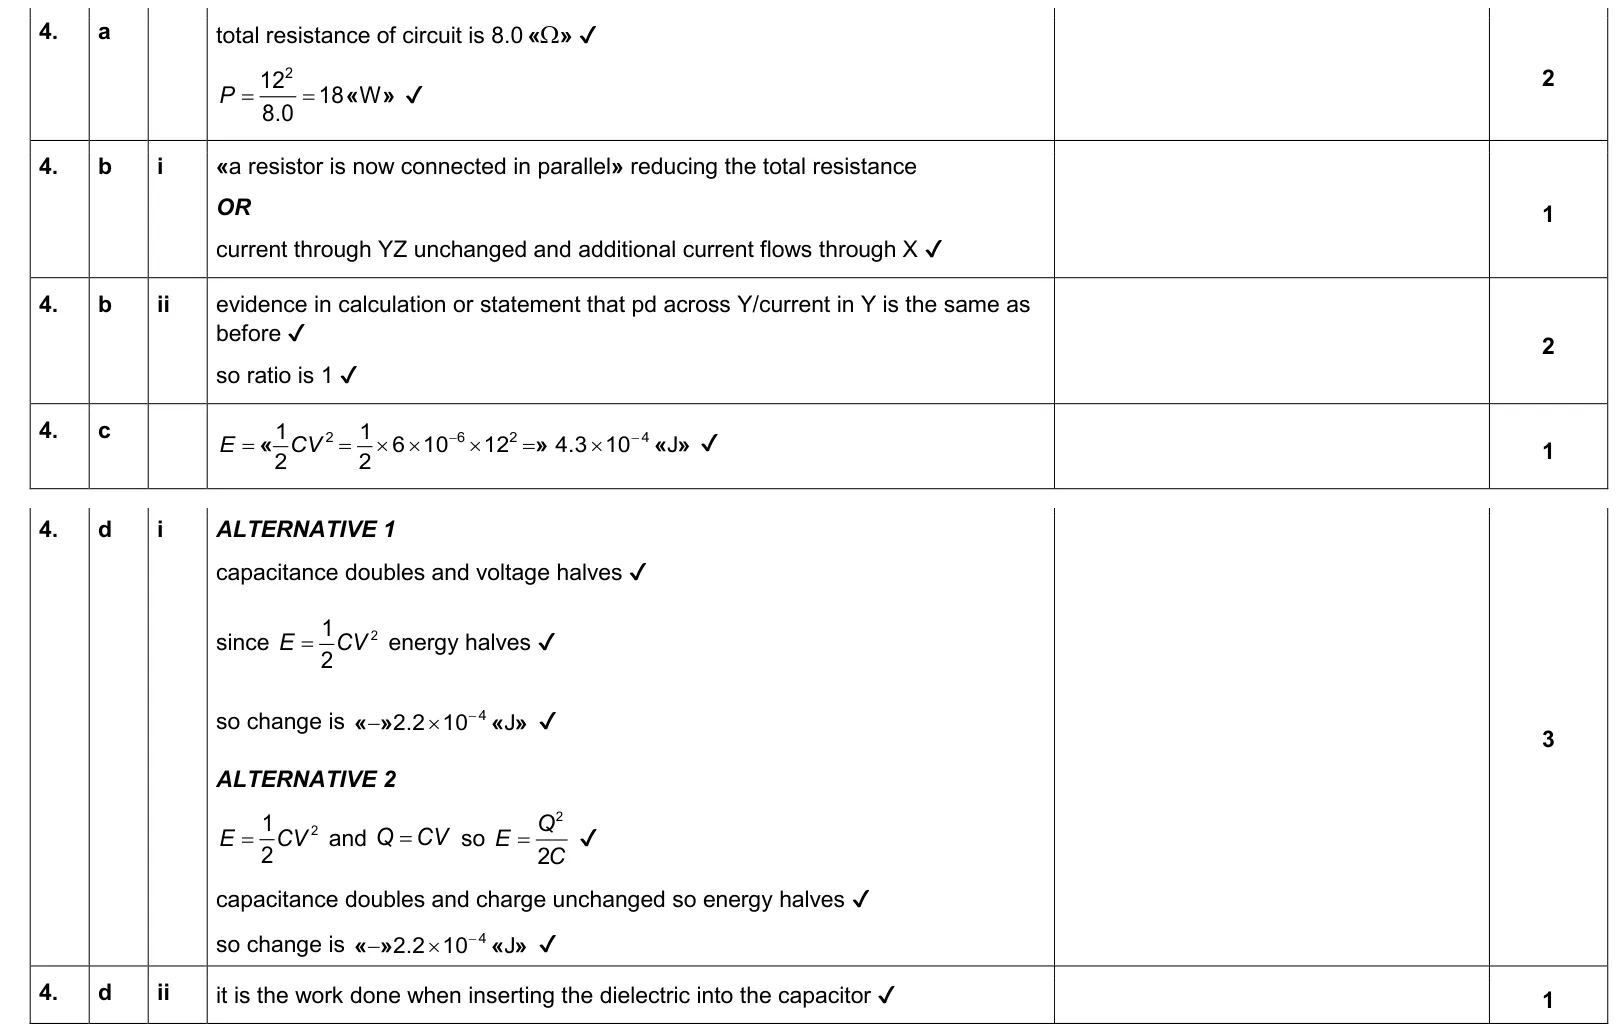 4. a total resistance of circuit is 8.0 «Ω» ✓
P = 12²/8.0 = 18 «W» ✓
2
4. b i «a resistor is now connected in parallel» reducing the total resistance
OR
current through YZ unchanged and additional current flows through X ✓
1
4. b ii evidence in calculation or statement that pd across Y/current in Y is the same as
before ✓
so ratio is 1 ✓
2
4. c E = «1/2 CV² = 1/2 × 6 × 10⁻⁶ × 12² =» 4.3 × 10⁻⁴ «J» ✓
1
4. d i ALTERNATIVE 1
capacitance doubles and voltage halves ✓
since E = 1/2 CV² energy halves ✓
so change is «–»2.2 × 10⁻⁴ «J» ✓
ALTERNATIVE 2
E = 1/2 CV² and Q = CV so E = Q²/2C ✓
capacitance doubles and charge unchanged so energy halves ✓
so change is «–»2.2 × 10⁻⁴ «J» ✓
3
4. d ii it is the work done when inserting the dielectric into the capacitor ✓
1